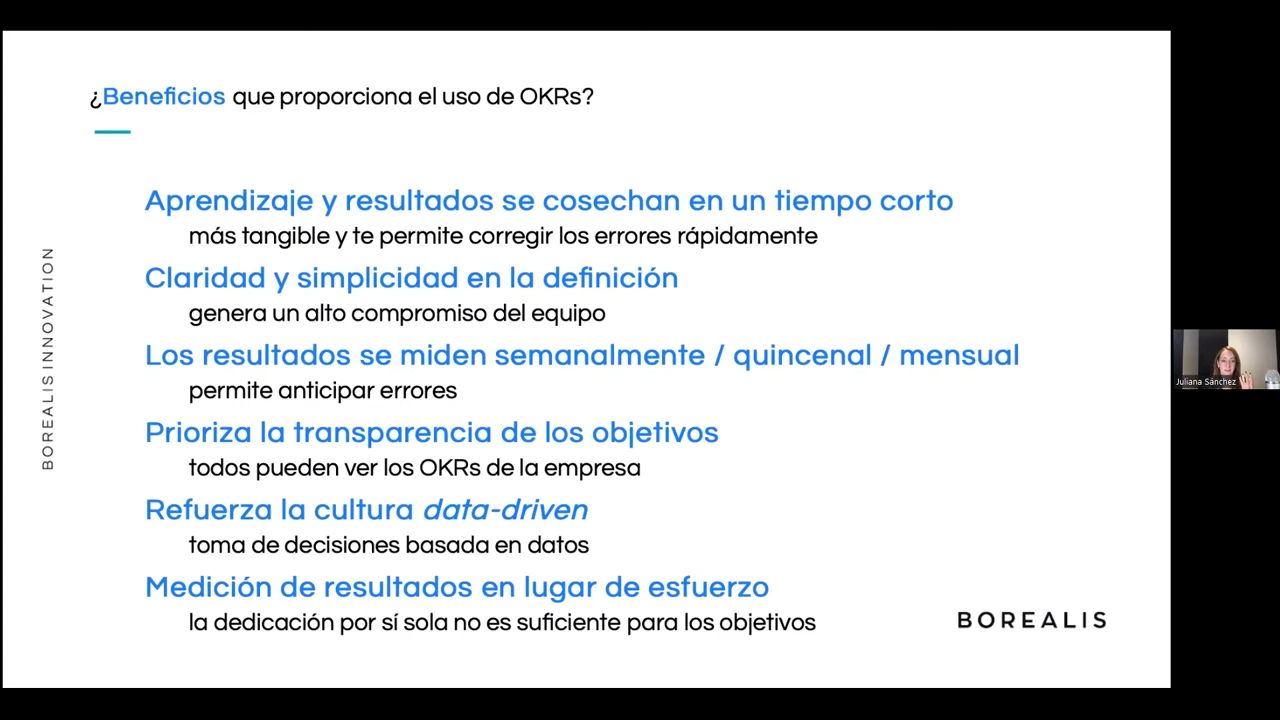 ¿Beneficios que proporciona el uso de OKRs?
Aprendizaje y resultados se cosechan en un tiempo corto
más tangible y te permite corregir los errores rápidamente
Claridad y simplicidad en la definición
genera un alto compromiso del equipo
Los resultados se miden semanalmente / quincenal / mensual
permite anticipar errores
Prioriza la transparencia de los objetivos
todos pueden ver los OKRs de la empresa
Refuerza la cultura data-driven
toma de decisiones basada en datos
Medición de resultados en lugar de esfuerzo
la dedicación por sí sola no es suficiente para los objetivos
BOREALISINNOVATION
BOREALIS
Juliana Sánchez